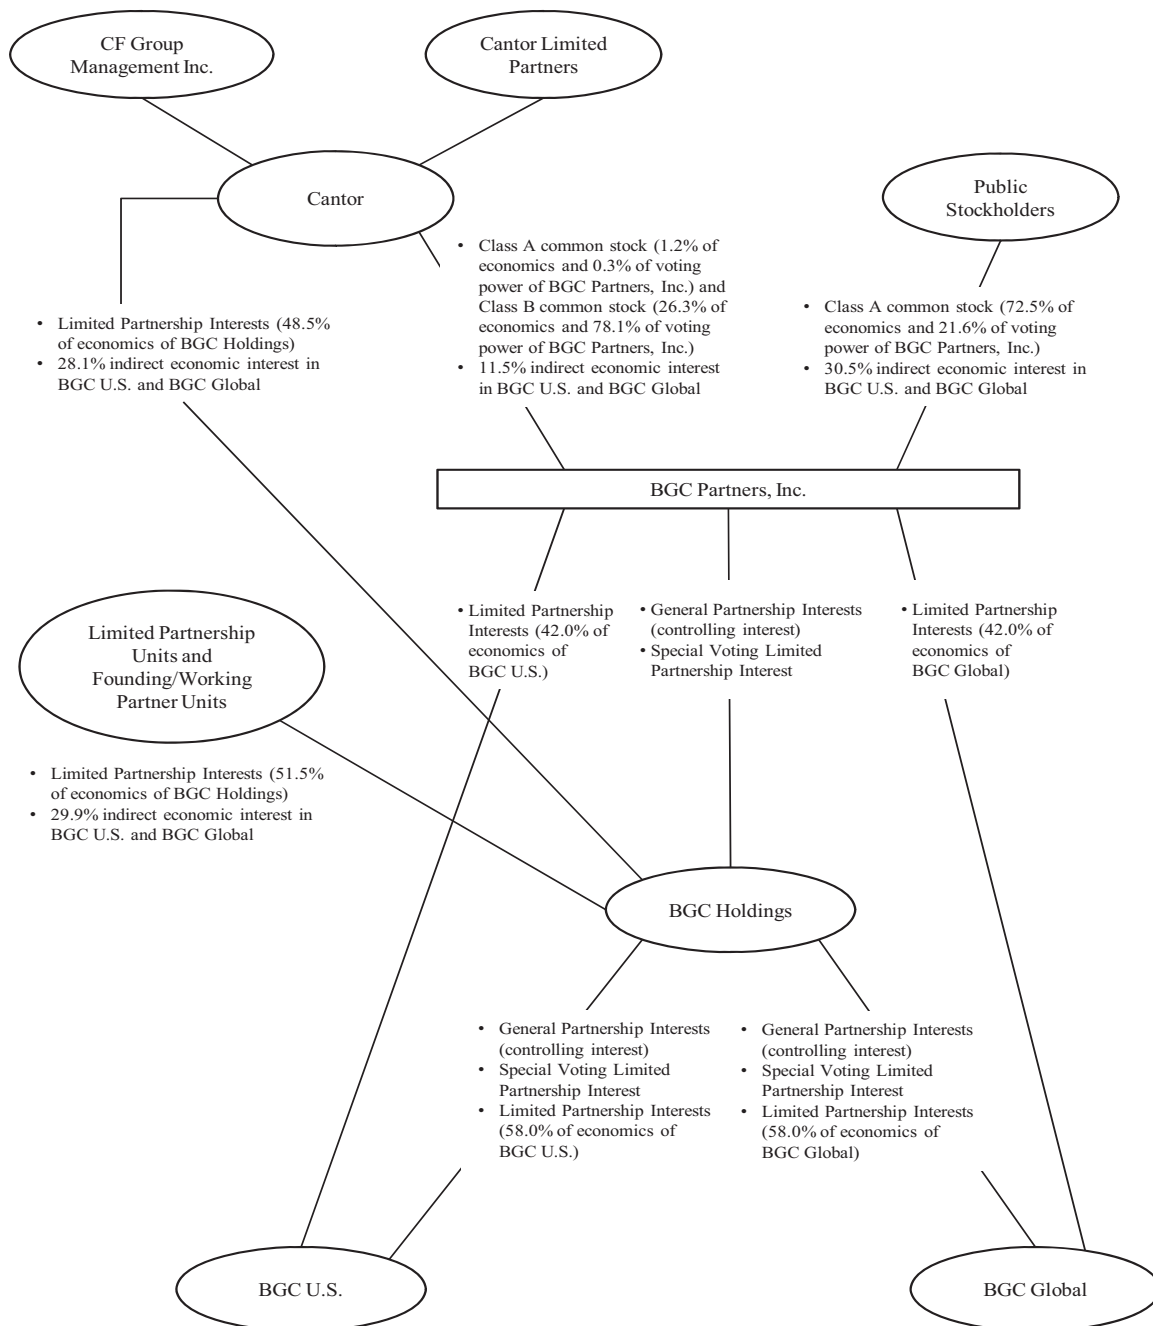 CF Group
Management Inc.
Cantor Limited
Partners
Cantor
Public
Stockholders
• Class A common stock (1.2% of
economics and 0.3% of voting
power of BGC Partners, Inc.) and
Class B common stock (26.3% of
economics and 78.1% of voting
power of BGC Partners, Inc.)
• 11.5% indirect economic interest
in BGC U.S. and BGC Global
• Class A common stock (72.5% of
economics and 21.6% of voting
power of BGC Partners, Inc.)
• 30.5% indirect economic interest in
BGC U.S. and BGC Global
• Limited Partnership Interests (48.5%
of economics of BGC Holdings)
• 28.1% indirect economic interest in
BGC U.S. and BGC Global
BGC Partners, Inc.
Limited Partnership
Units and
Founding/Working
Partner Units
• Limited Partnership
Interests (42.0% of
economics of
BGC U.S.)
• General Partnership Interests
(controlling interest)
• Special Voting Limited
Partnership Interest
• Limited Partnership
Interests (42.0% of
economics of
BGC Global)
• Limited Partnership Interests (51.5%
of economics of BGC Holdings)
• 29.9% indirect economic interest in
BGC U.S. and BGC Global
BGC Holdings
• General Partnership Interests
(controlling interest)
• Special Voting Limited
Partnership Interest
• Limited Partnership Interests
(58.0% of economics of
BGC U.S.)
• General Partnership Interests
(controlling interest)
• Special Voting Limited
Partnership Interest
• Limited Partnership Interests
(58.0% of economics of
BGC Global)
BGC U.S.
BGC Global